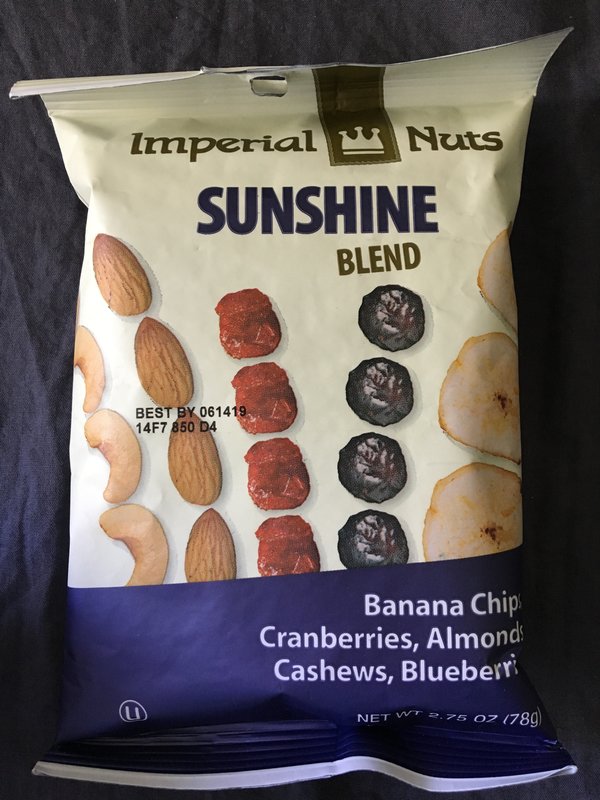 Imperial Nuts
SUNSHINE
BLEND
BEST BY 061419
14F7 850 D4
Banana Chips
Cranberries, Almonds
Cashews, Blueberri
U
NET WT 2.75 OZ (78g)